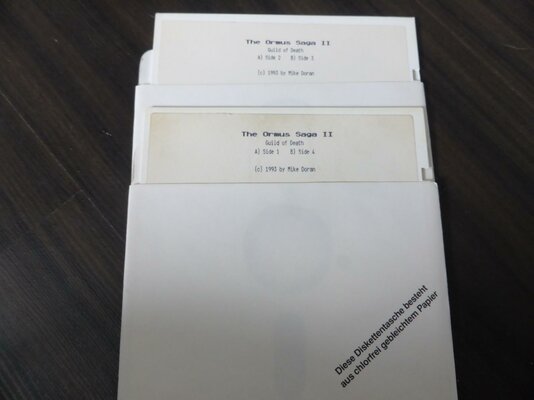 The Ormus Saga II
Guild of Death
A) Side 2 B) Side 3
(c) 1993 by Mike Doran
The Ormus Saga II
Guild of Death
A) Side 1 B) Side 4
(c) 1993 by Mike Doran
Diese Diskettentasche besteht
aus chlorfrei gebleichtem Papier